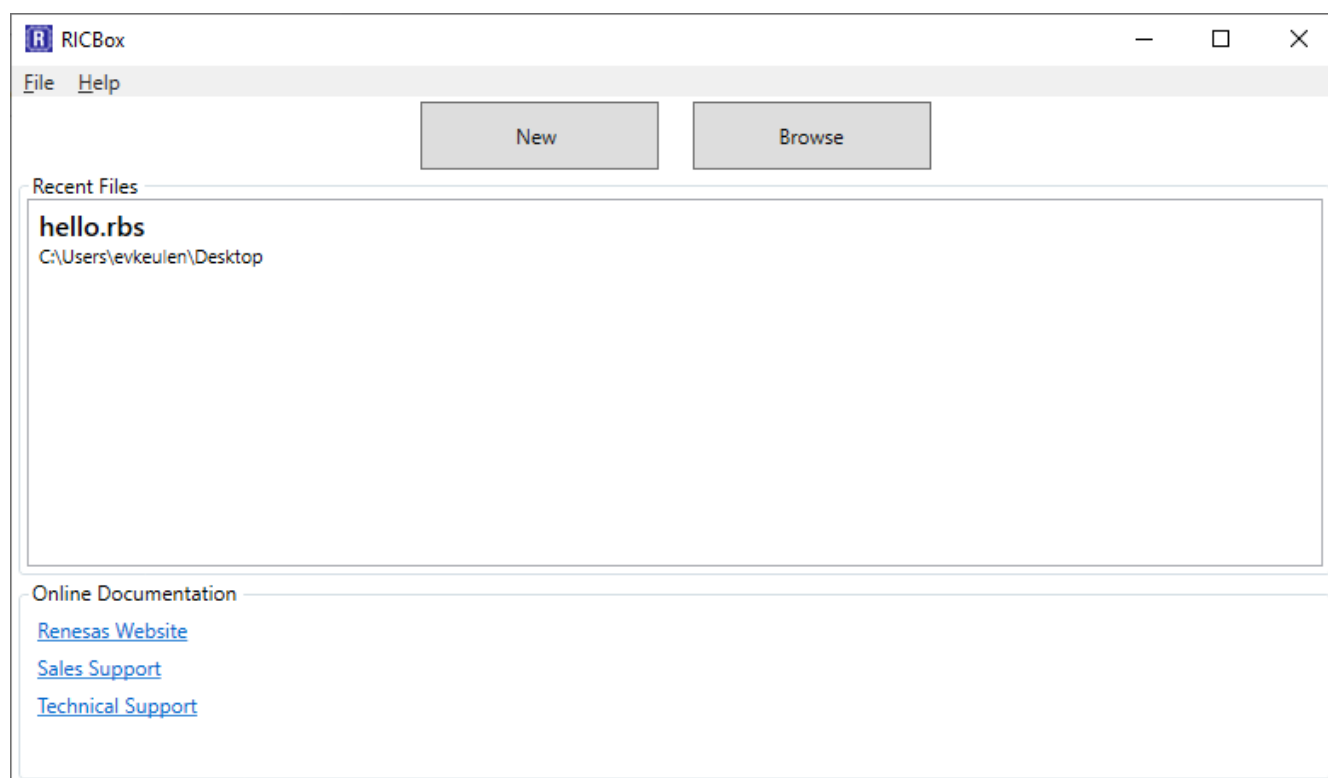 R RICBox
File Help
New Browse
Recent Files
hello.rbs
C:\Users\evkeulen\Desktop
Online Documentation
Renesas Website
Sales Support
Technical Support